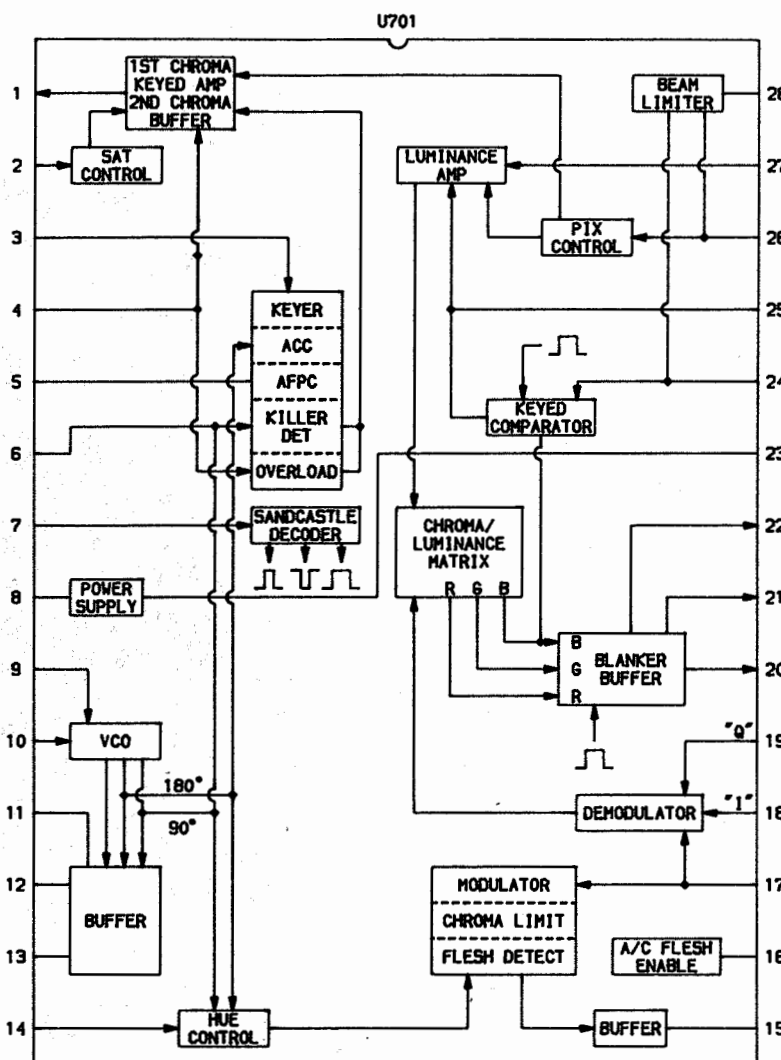 U701
1ST CHROMA
KEYED AMP
2ND CHROMA
BUFFER
BEAM
LIMITER
1
28
SAT
CONTROL
LUMINANCE
AMP
2
27
PIX
CONTROL
3
26
4
25
KEYER
ACC
AFPC
KILLER
DET
OVERLOAD
5
24
KEYED
COMPARATOR
6
23
SANDCASTLE
DECODER
CHROMA/
LUMINANCE
MATRIX
R G B
7
22
POWER
SUPPLY
8
21
B
G
R
BLANKER
BUFFER
9
20
VCO
10
"Q"
19
180°
90°
DEMODULATOR
"I"
11
18
BUFFER
MODULATOR
CHROMA LIMIT
FLESH DETECT
12
17
A/C FLESH
ENABLE
13
16
HUE
CONTROL
BUFFER
14
15